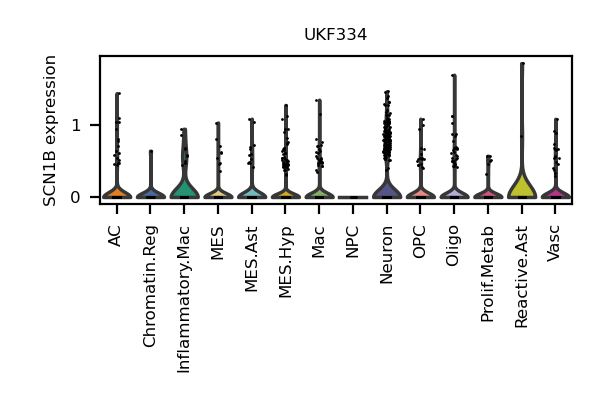 UKF334
SCN1B expression
1
0
AC
Chromatin.Reg
Inflammatory.Mac
MES
MES.Ast
MES.Hyp
Mac
NPC
Neuron
OPC
Oligo
Prolif.Metab
Reactive.Ast
Vasc